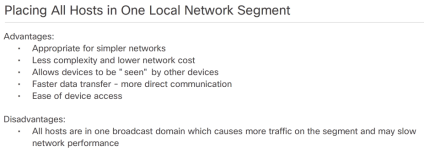 Placing All Hosts in One Local Network Segment
Advantages:
• Appropriate for simpler networks
• Less complexity and lower network cost
• Allows devices to be "seen" by other devices
• Faster data transfer – more direct communication
• Ease of device access
Disadvantages:
• All hosts are in one broadcast domain which causes more traffic on the segment and may slow
network performance